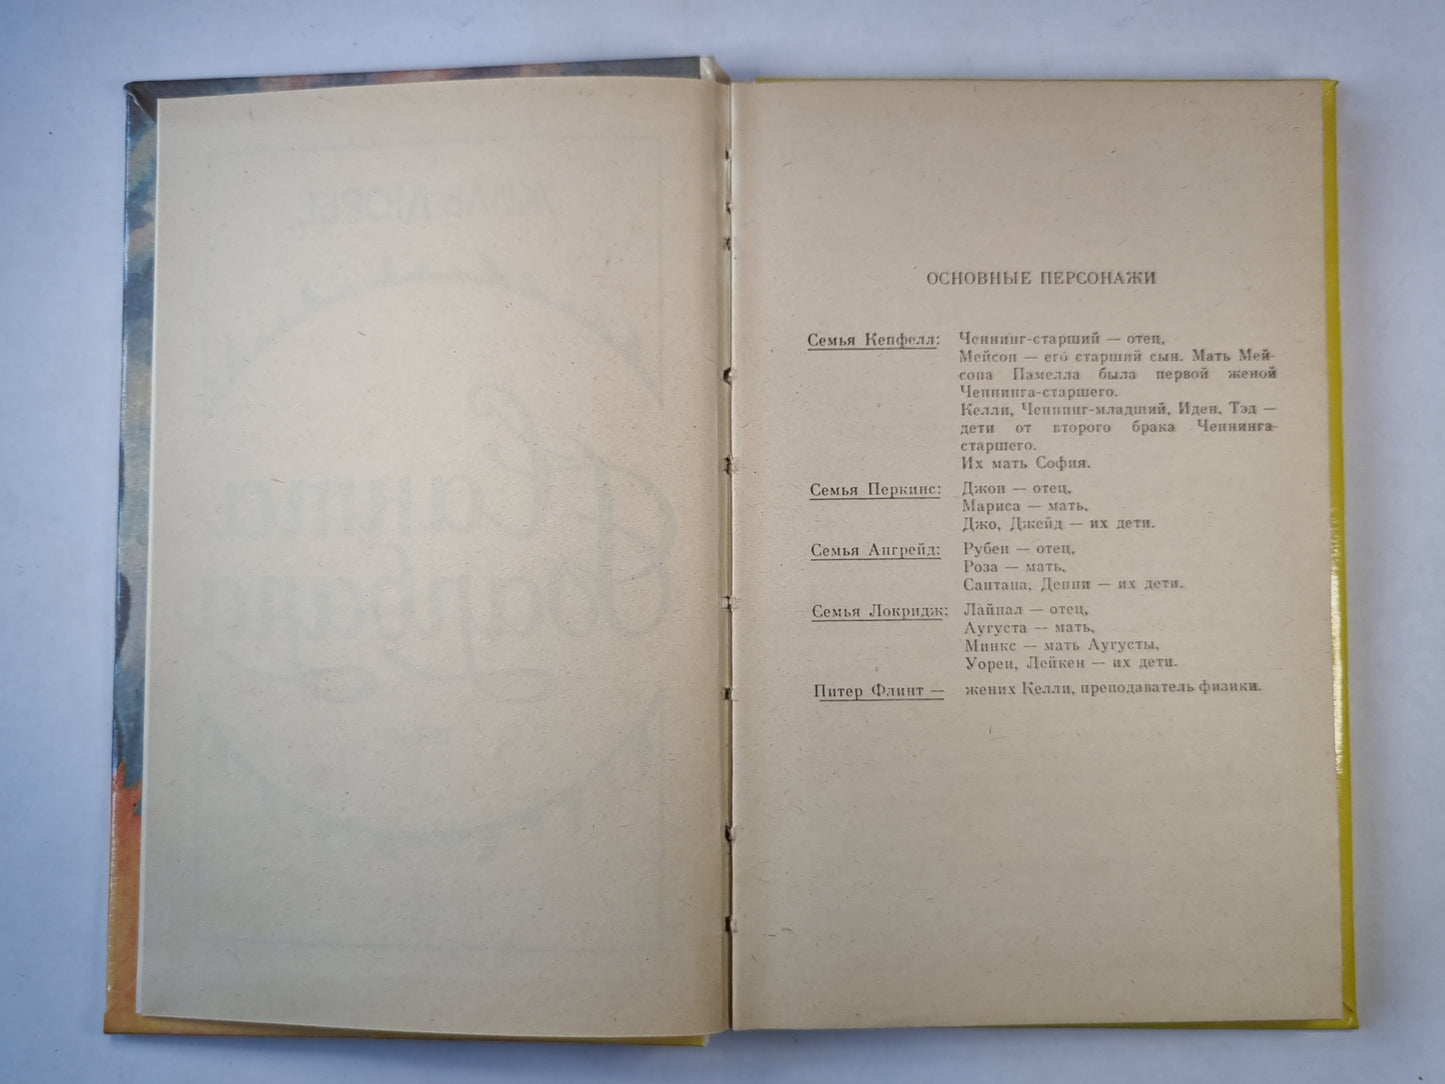 ОСНОВНЫЕ ПЕРСОНАЖИ
Семья Кепфелл: Ченнинг-старший — отец,
Мейсон — его старший сын. Мать Мей-
сона Памелла была первой женой
Ченнинга-старшего.
Келли, Ченнинг-младший, Иден, Тэд —
дети от второго брака Ченнинга-
старшего.
Их мать София.
Семья Перкинс: Джон — отец,
Мариса — мать,
Джо, Джейд — их дети.
Семья Ангрейд: Рубен — отец,
Роза — мать,
Сантана, Денни — их дети.
Семья Локридж: Лайнал — отец,
Аугуста — мать,
Минкс — мать Аугусты,
Уорен, Лейкен — их дети.
Питер Флинт — жених Келли, преподаватель физики.